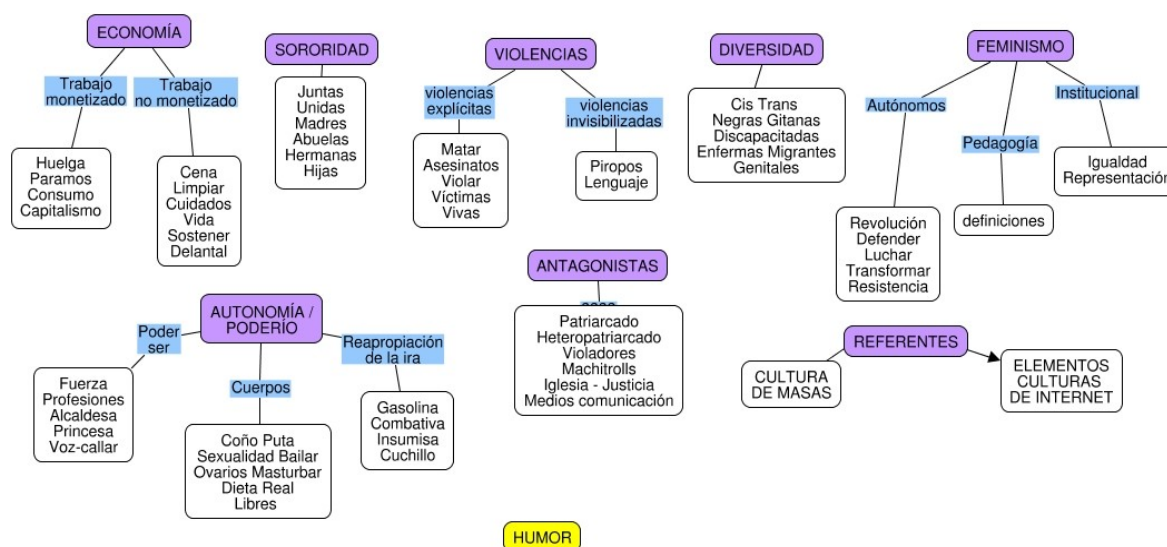 ECONOMÍA
Trabajo
monetizado
Trabajo
no monetizado
Huelga
Paramos
Consumo
Capitalismo
Cena
Limpiar
Cuidados
Vida
Sostener
Delantal
SORORIDAD
Juntas
Unidas
Madres
Abuelas
Hermanas
Hijas
VIOLENCIAS
violencias
explícitas
violencias
invisibilizadas
Matar
Asesinatos
Violar
Víctimas
Vivas
Piropos
Lenguaje
DIVERSIDAD
Cis Trans
Negras Gitanas
Discapacitadas
Enfermas Migrantes
Genitales
FEMINISMO
Autónomos
Pedagogía
Institucional
Revolución
Defender
Luchar
Transformar
Resistencia
definiciones
Igualdad
Representación
AUTONOMÍA /
PODERÍO
Poder
ser
Cuerpos
Reapropiación
de la ira
Fuerza
Profesiones
Alcaldesa
Princesa
Voz-callar
Coño Puta
Sexualidad Bailar
Ovarios Masturbar
Dieta Real
Libres
Gasolina
Combativa
Insumisa
Cuchillo
ANTAGONISTAS
Patriarcado
Heteropatriarcado
Violadores
Machitrolls
Iglesia - Justicia
Medios comunicación
REFERENTES
CULTURA
DE MASAS
ELEMENTOS
CULTURAS
DE INTERNET
HUMOR